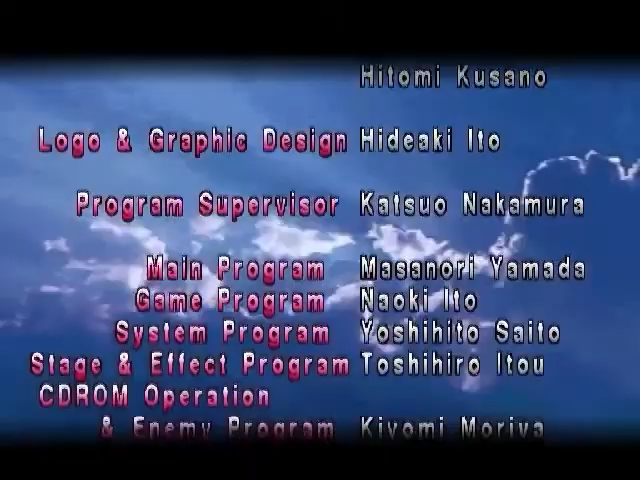 Hitomi Kusano
Logo & Graphic Design Hideaki Ito
Program Supervisor Katsuo Nakamura
Main Program Masanori Yamada
Game Program Naoki Ito
System Program Yoshihito Saito
Stage & Effect Program Toshihiro Itou
CDROM Operation
& Enemy Program Kiyomi Moriya